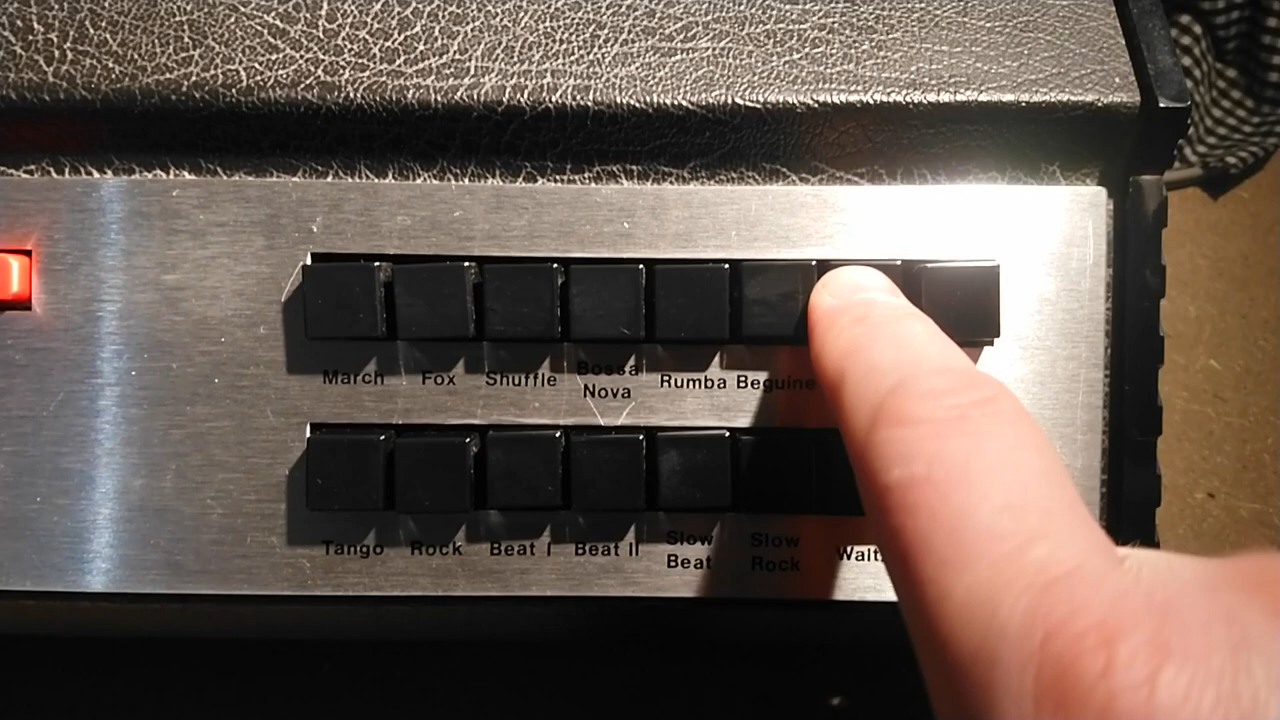 March Fox Shuffle Bossa Nova Rumba Beguine
Tango Rock Beat I Beat II Slow Beat Slow Rock